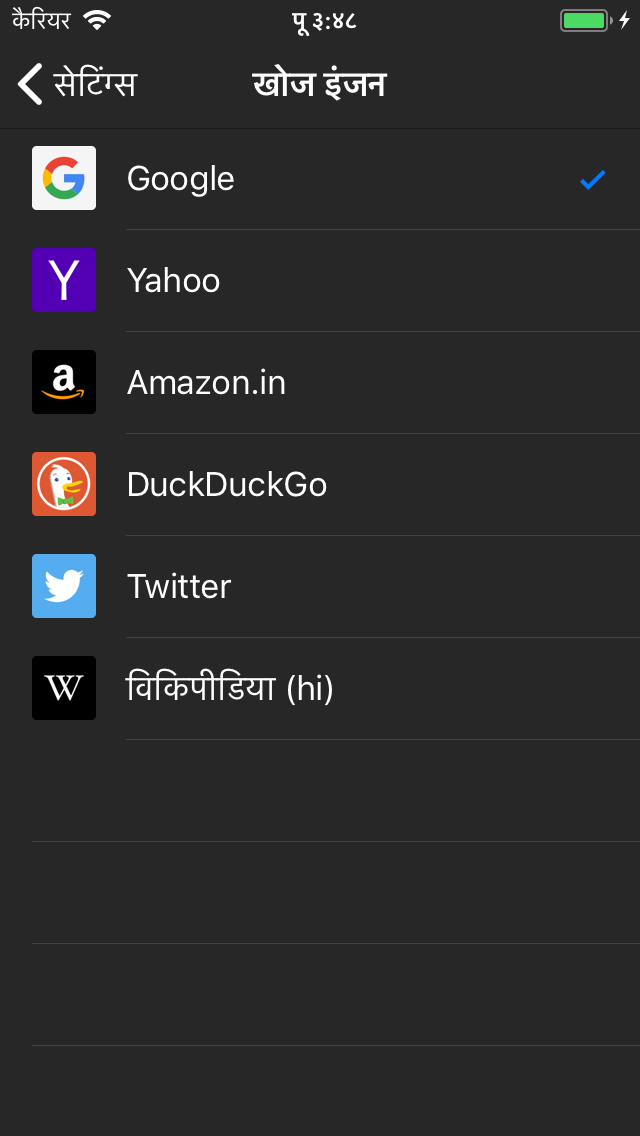 कैरियर पू ३:४८
सेटिंग्स खोज इंजन
Google
Yahoo
Amazon.in
DuckDuckGo
Twitter
विकिपीडिया (hi)